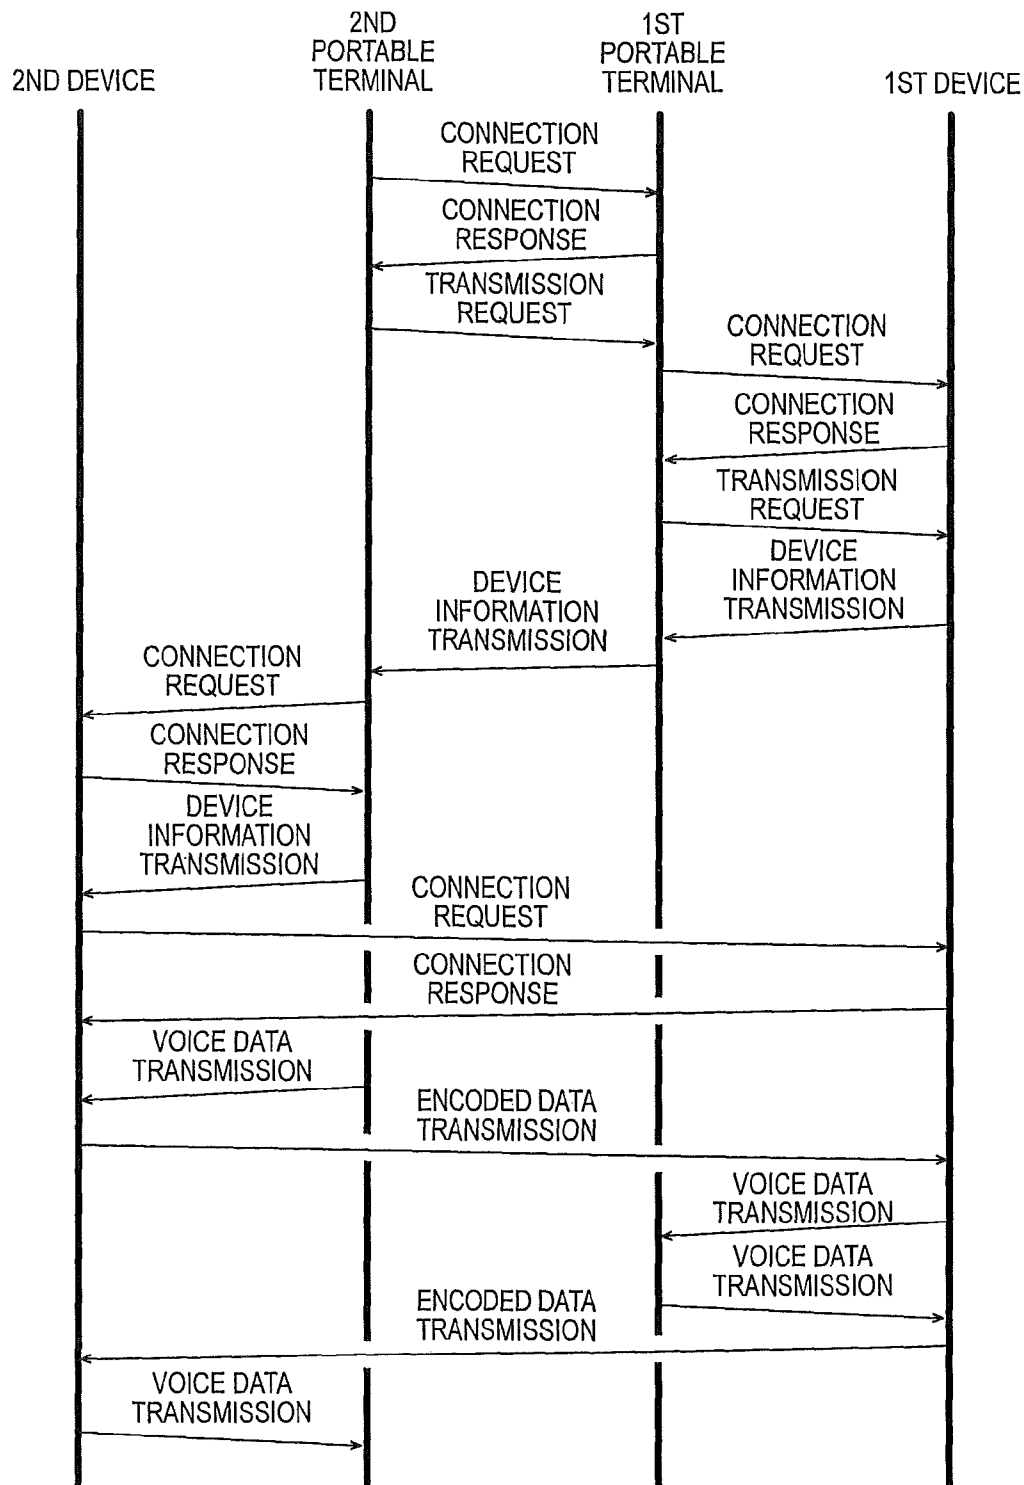 2ND DEVICE
2ND
PORTABLE
TERMINAL
1ST
PORTABLE
TERMINAL
1ST DEVICE
CONNECTION
REQUEST
CONNECTION
RESPONSE
TRANSMISSION
REQUEST
CONNECTION
REQUEST
CONNECTION
RESPONSE
TRANSMISSION
REQUEST
DEVICE
INFORMATION
TRANSMISSION
DEVICE
INFORMATION
TRANSMISSION
CONNECTION
REQUEST
CONNECTION
RESPONSE
DEVICE
INFORMATION
TRANSMISSION
CONNECTION
REQUEST
CONNECTION
RESPONSE
VOICE DATA
TRANSMISSION
ENCODED DATA
TRANSMISSION
VOICE DATA
TRANSMISSION
VOICE DATA
TRANSMISSION
ENCODED DATA
TRANSMISSION
VOICE DATA
TRANSMISSION